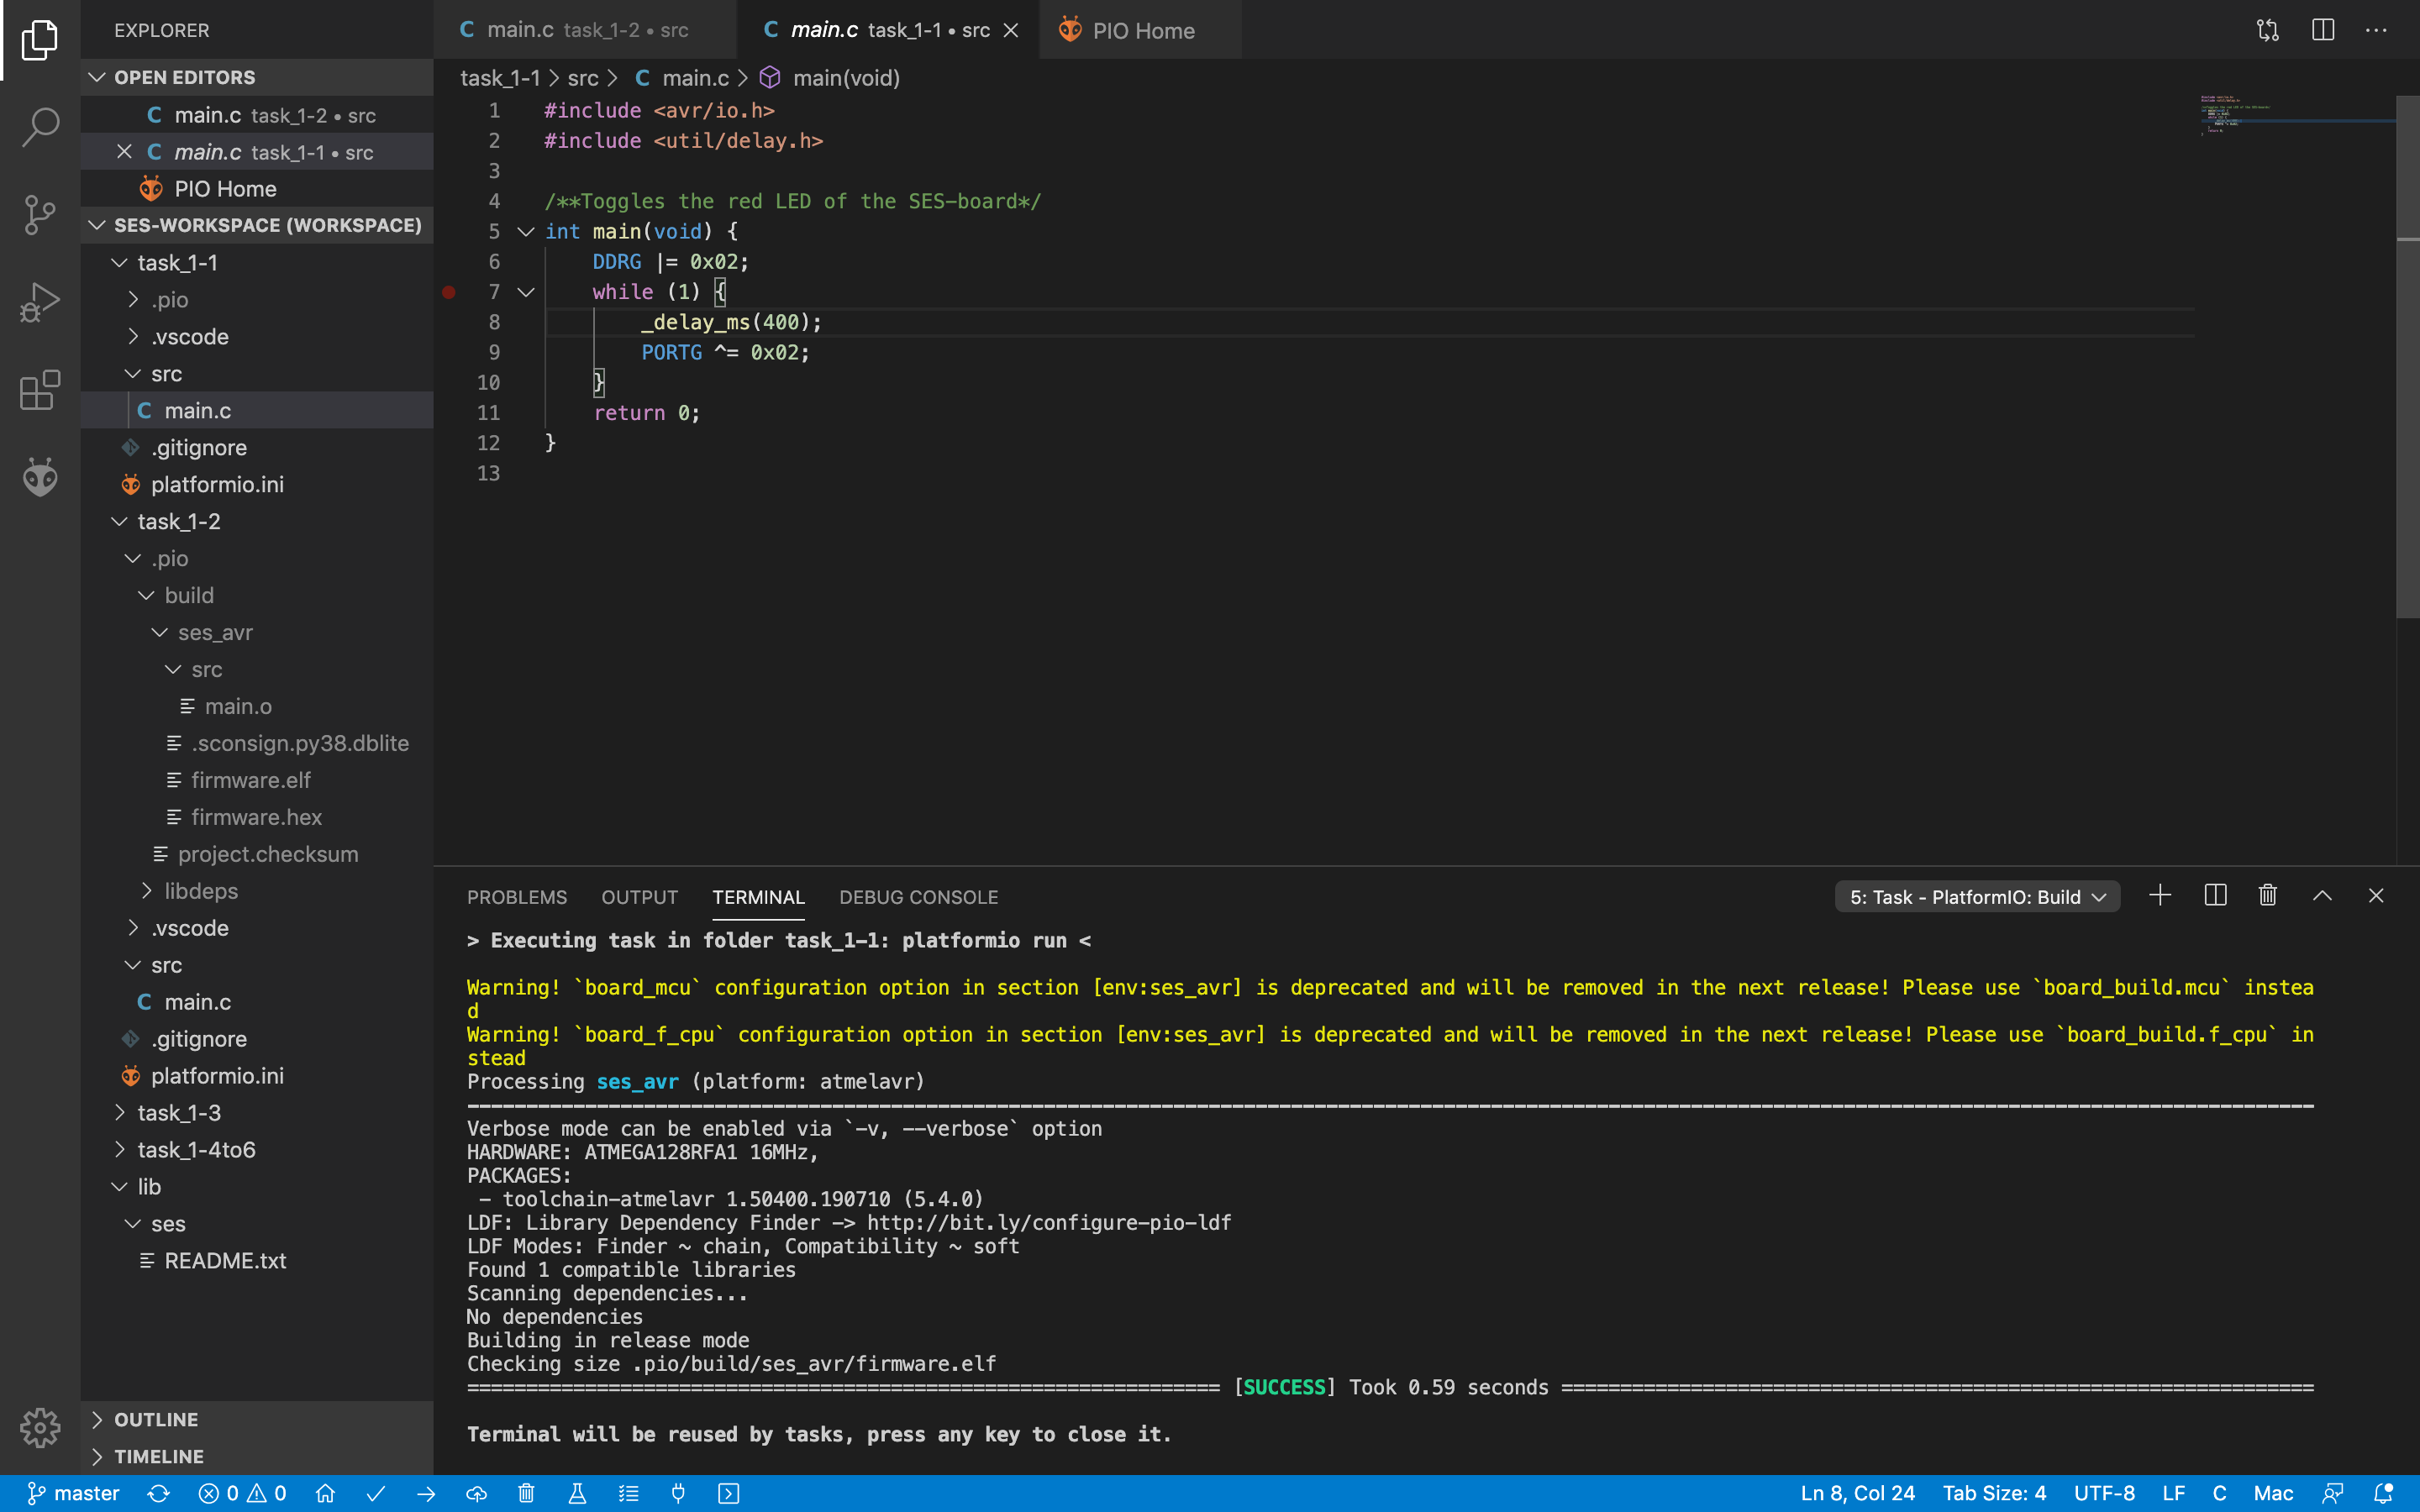 EXPLORER
OPEN EDITORS
C main.c task_1-2 • src
C main.c task_1-1 • src
PIO Home
SES-WORKSPACE (WORKSPACE)
task_1-1
.pio
.vscode
src
C main.c
.gitignore
platformio.ini
task_1-2
.pio
build
ses_avr
src
main.o
.sconsign.py38.dblite
firmware.elf
firmware.hex
project.checksum
libdeps
.vscode
src
C main.c
.gitignore
platformio.ini
task_1-3
task_1-4to6
lib
ses
README.txt
OUTLINE
TIMELINE
C main.c task_1-2 • src C main.c task_1-1 • src PIO Home
task_1-1 > src > C main.c > main(void)
1 #include <avr/io.h>
2 #include <util/delay.h>
3
4 /**Toggles the red LED of the SES-board*/
5 int main(void) {
6 DDRG |= 0x02;
7 while (1) {
8 _delay_ms(400);
9 PORTG ^= 0x02;
10 }
11 return 0;
12 }
13
PROBLEMS OUTPUT TERMINAL DEBUG CONSOLE 5: Task - PlatformIO: Build
> Executing task in folder task_1-1: platformio run <
Warning! `board_mcu` configuration option in section [env:ses_avr] is deprecated and will be removed in the next release! Please use `board_build.mcu` instea
d
Warning! `board_f_cpu` configuration option in section [env:ses_avr] is deprecated and will be removed in the next release! Please use `board_build.f_cpu` in
stead
Processing ses_avr (platform: atmelavr)
Verbose mode can be enabled via `-v, --verbose` option
HARDWARE: ATMEGA128RFA1 16MHz,
PACKAGES:
- toolchain-atmelavr 1.50400.190710 (5.4.0)
LDF: Library Dependency Finder -> http://bit.ly/configure-pio-ldf
LDF Modes: Finder ~ chain, Compatibility ~ soft
Found 1 compatible libraries
Scanning dependencies...
No dependencies
Building in release mode
Checking size .pio/build/ses_avr/firmware.elf
================================================================ [SUCCESS] Took 0.59 seconds ================================================================
Terminal will be reused by tasks, press any key to close it.
master 0 0 Ln 8, Col 24 Tab Size: 4 UTF-8 LF C Mac